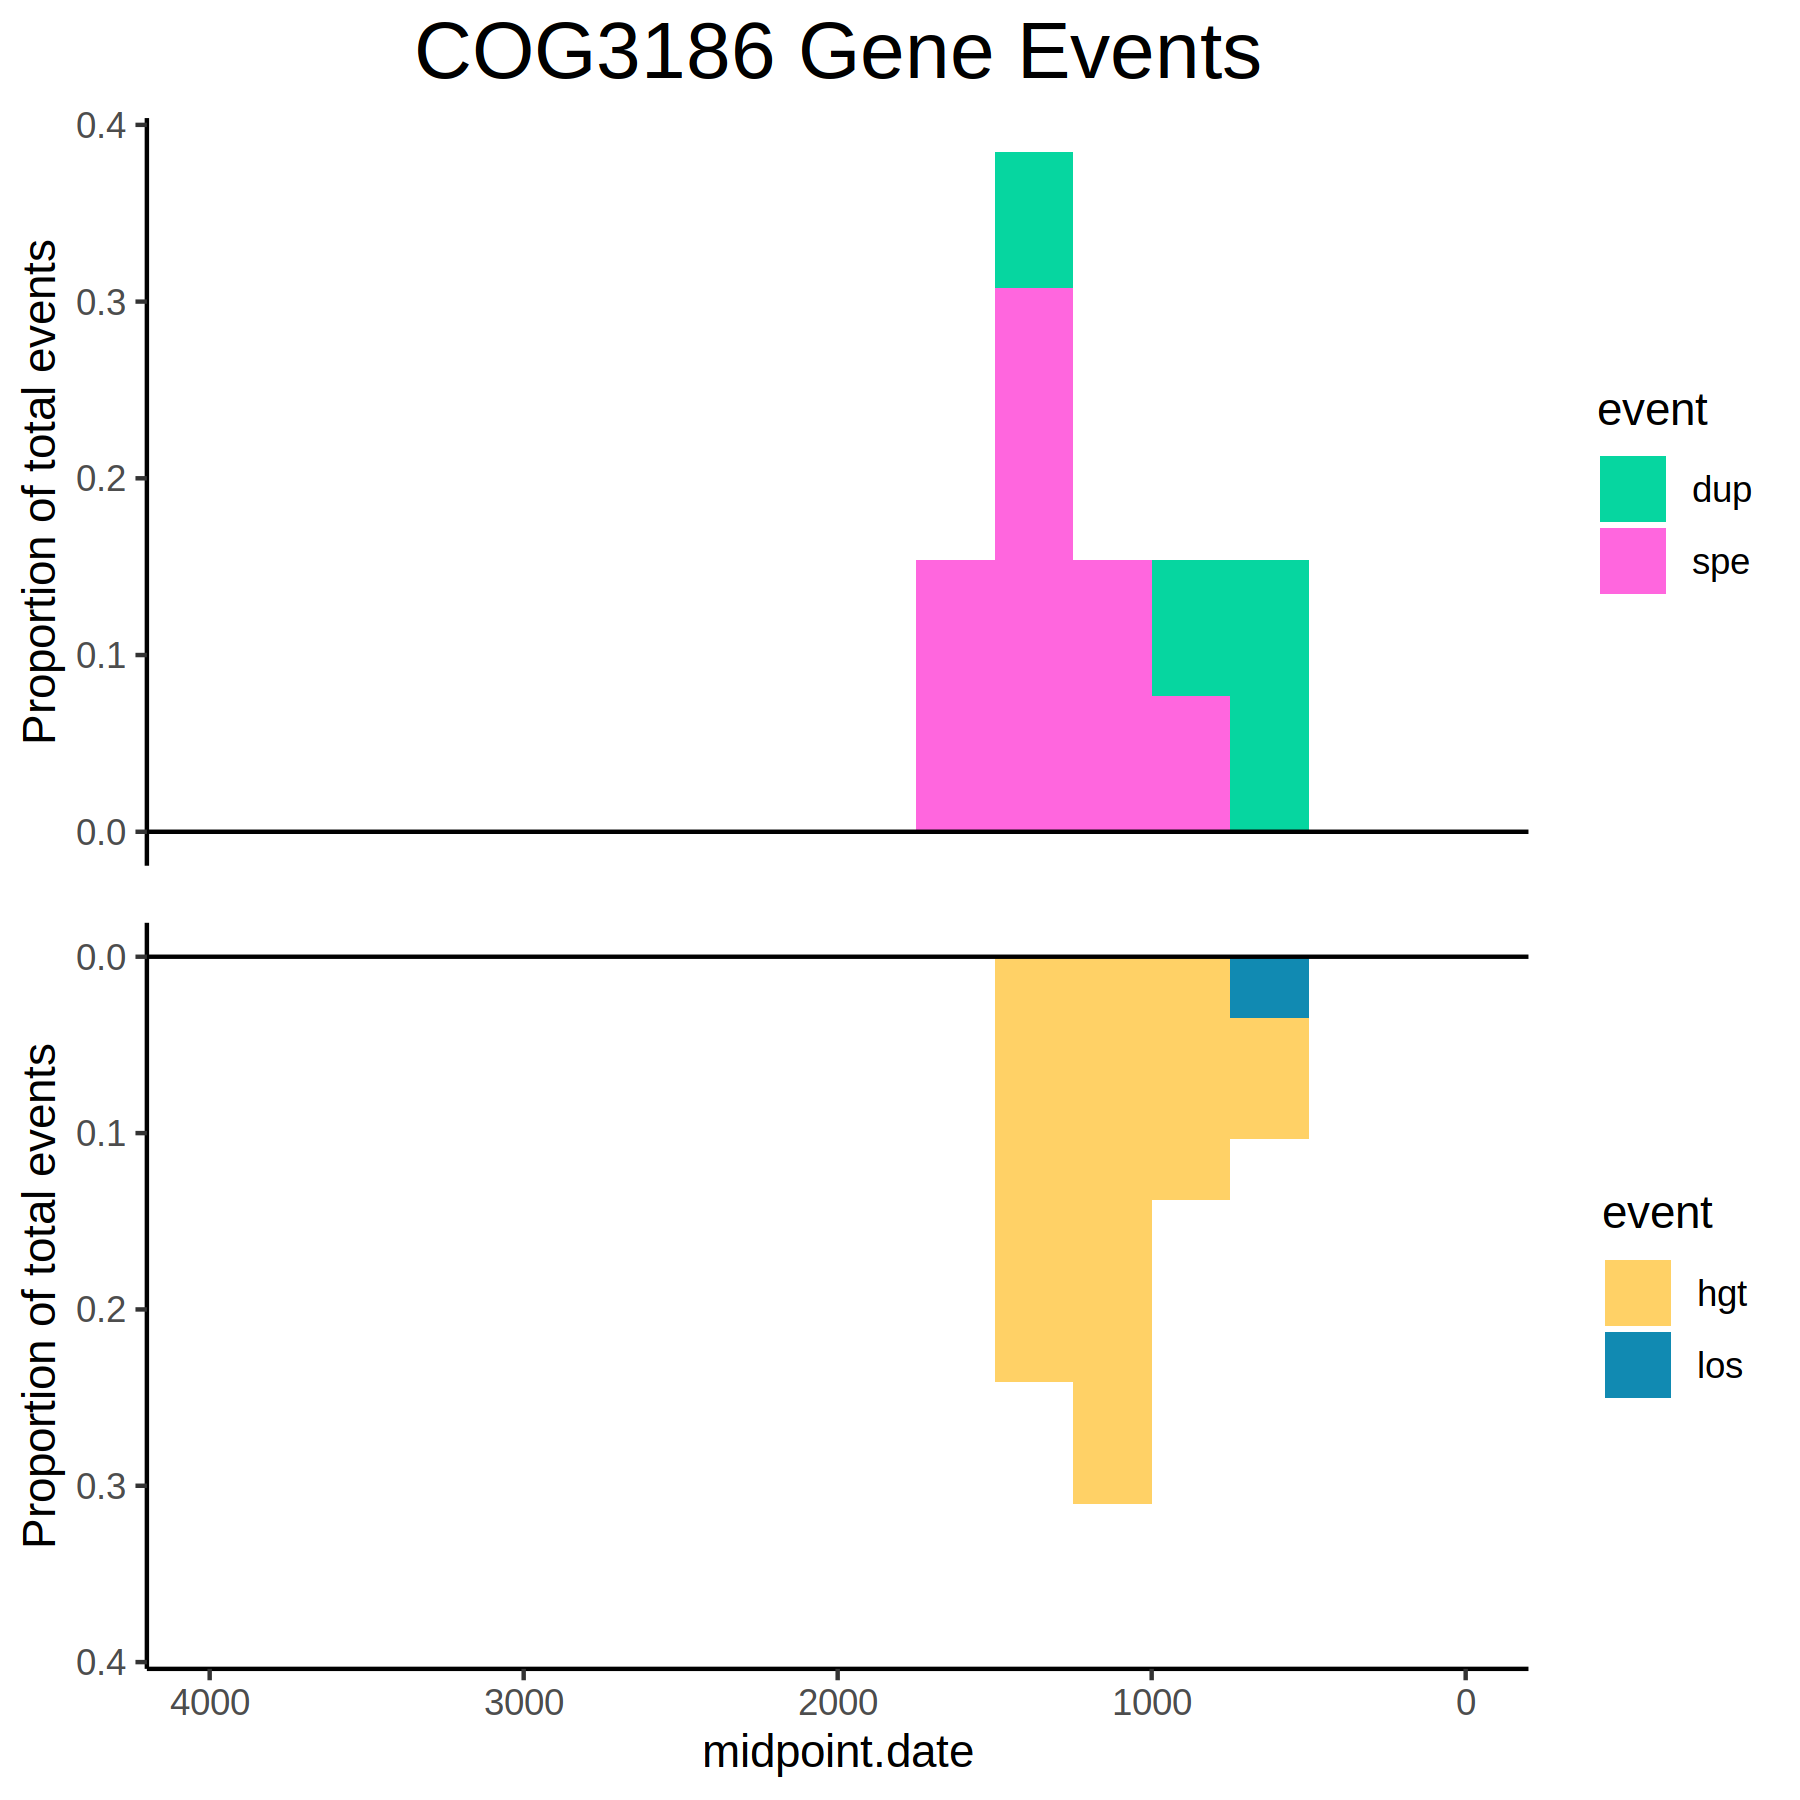 COG3186 Gene Events
Proportion of total events
0.4
0.3
0.2
0.1
0.0
event
dup
spe
Proportion of total events
0.0
0.1
0.2
0.3
0.4
event
hgt
los
4000 3000 2000 1000 0
midpoint.date